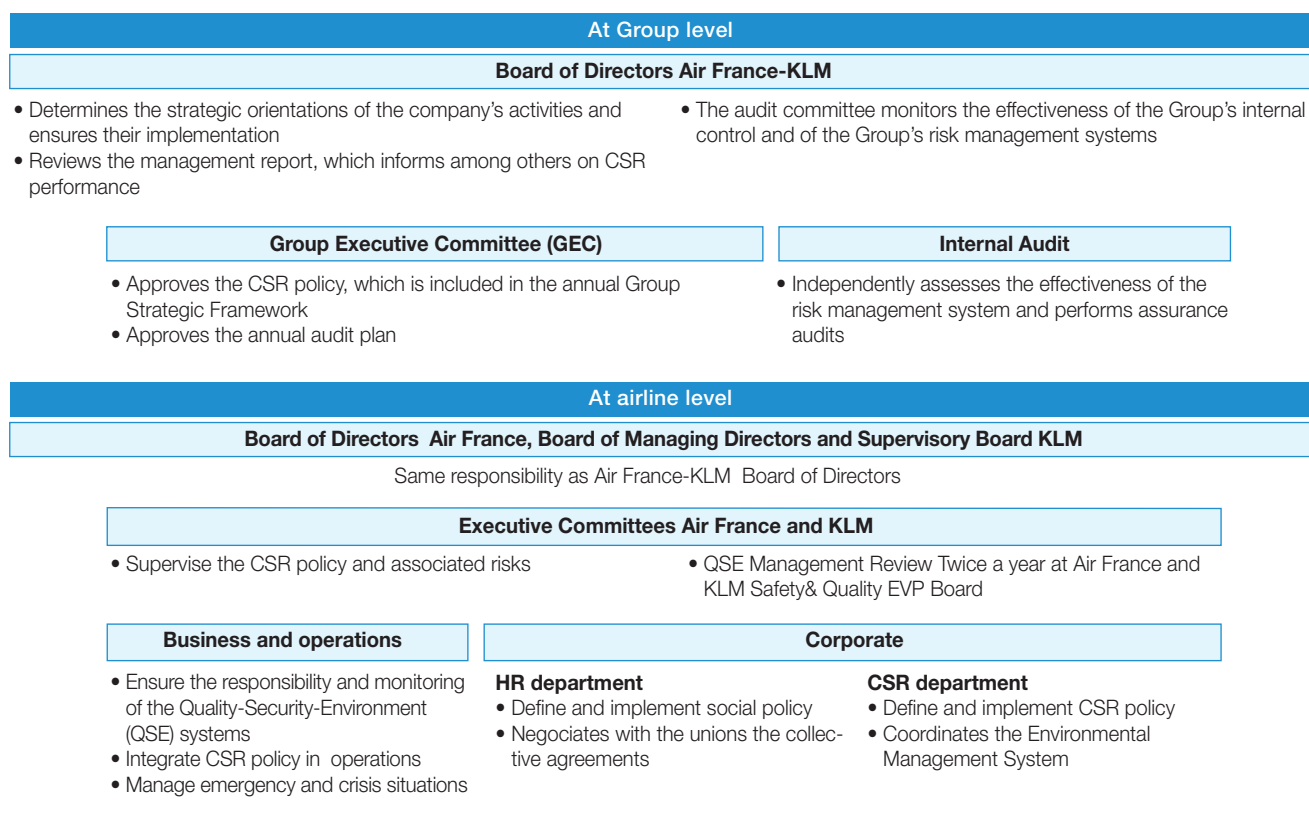 At Group level
Board of Directors Air France-KLM
• Determines the strategic orientations of the company's activities and
ensures their implementation
• Reviews the management report, which informs among others on CSR
performance
• The audit committee monitors the effectiveness of the Group's internal
control and of the Group's risk management systems
Group Executive Committee (GEC)
• Approves the CSR policy, which is included in the annual Group
Strategic Framework
• Approves the annual audit plan
Internal Audit
• Independently assesses the effectiveness of the
risk management system and performs assurance
audits
At airline level
Board of Directors Air France, Board of Managing Directors and Supervisory Board KLM
Same responsibility as Air France-KLM Board of Directors
Executive Committees Air France and KLM
• Supervise the CSR policy and associated risks
• QSE Management Review Twice a year at Air France and
KLM Safety& Quality EVP Board
Business and operations
• Ensure the responsibility and monitoring
of the Quality-Security-Environment
(QSE) systems
• Integrate CSR policy in operations
• Manage emergency and crisis situations
Corporate
HR department
• Define and implement social policy
• Negociates with the unions the collec-
tive agreements
CSR department
• Define and implement CSR policy
• Coordinates the Environmental
Management System